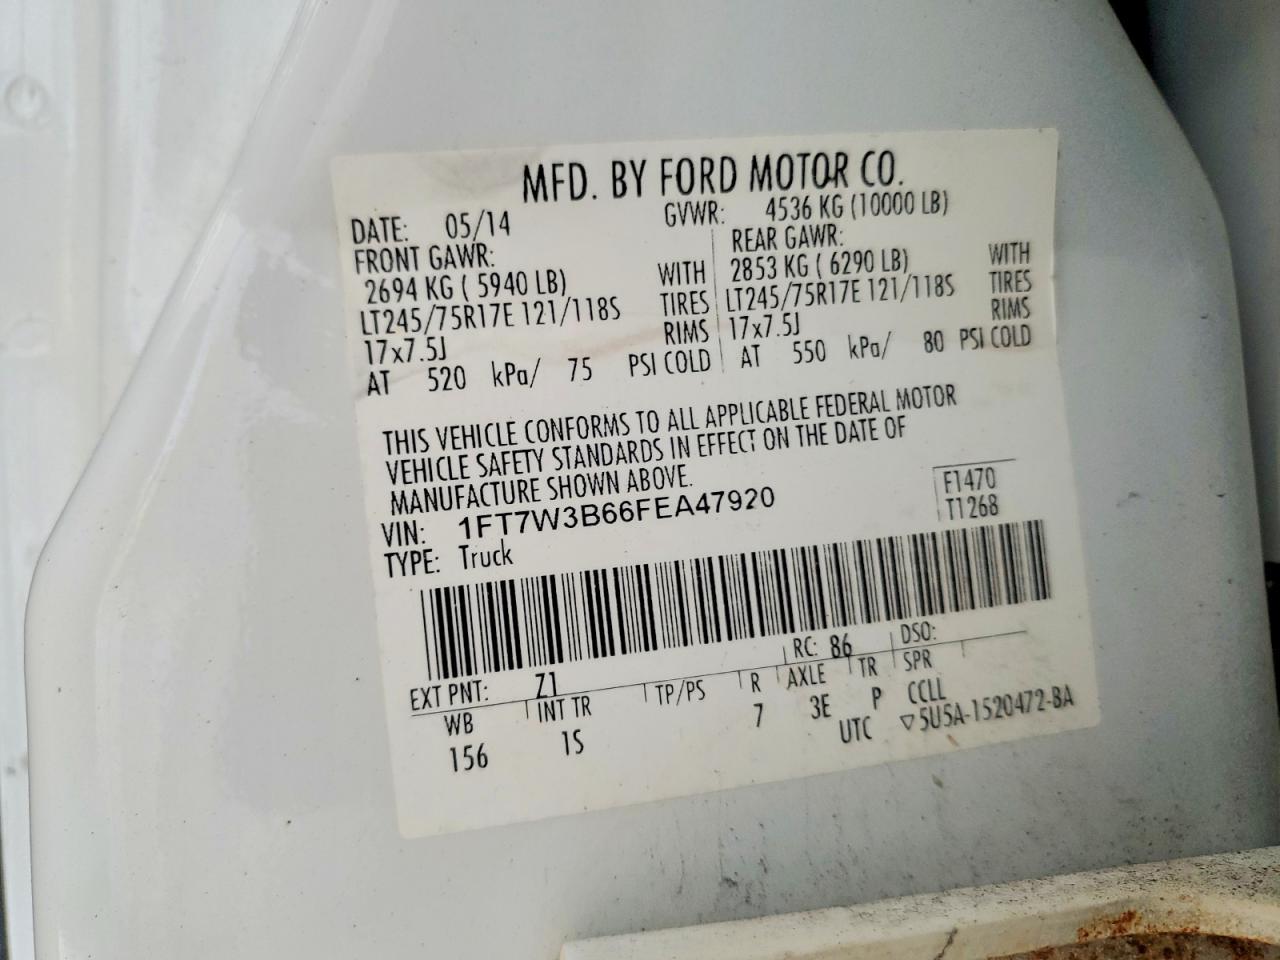 MFD. BY FORD MOTOR CO.
DATE: 05/14 GVWR: 4536 KG (10000 LB)
FRONT GAWR: REAR GAWR:
2694 KG ( 5940 LB) WITH 2853 KG ( 6290 LB) WITH
LT245/75R17E 121/118S TIRES LT245/75R17E 121/118S TIRES
17x7.5J RIMS 17x7.5J RIMS
AT 520 kPa/ 75 PSI COLD AT 550 kPa/ 80 PSI COLD
THIS VEHICLE CONFORMS TO ALL APPLICABLE FEDERAL MOTOR
VEHICLE SAFETY STANDARDS IN EFFECT ON THE DATE OF
MANUFACTURE SHOWN ABOVE.
VIN: 1FT7W3B66FEA47920 F1470
TYPE: Truck T1268
EXT PNT: Z1 RC: 86 DSO:
WB INT TR TP/PS R AXLE TR SPR
156 1S 7 3E P CCLL
UTC ▽5U5A-1520472-BA